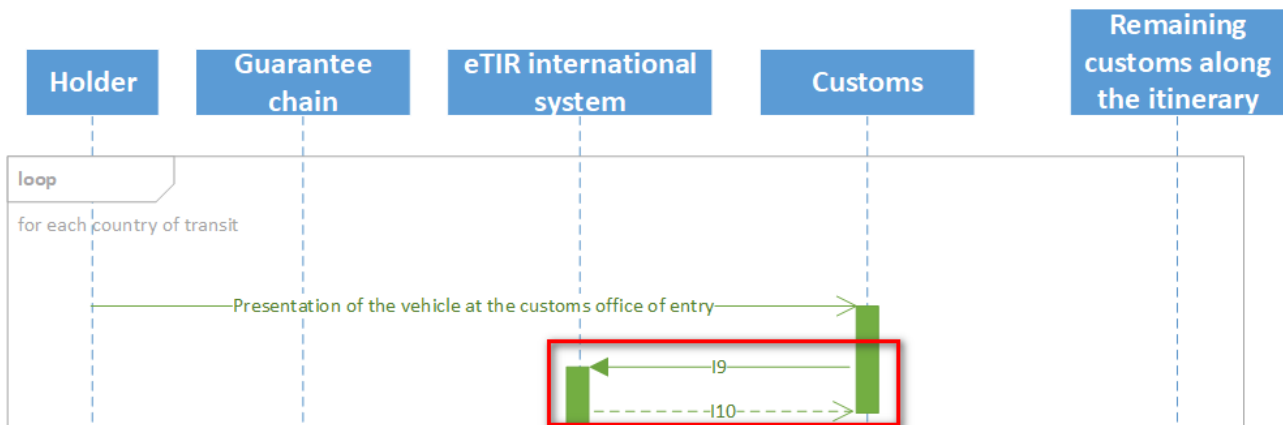 Holder
Guarantee
chain
eTIR international
system
Customs
Remaining
customs along
the itinerary
loop
for each country of transit
Presentation of the vehicle at the customs office of entry
I9
I10